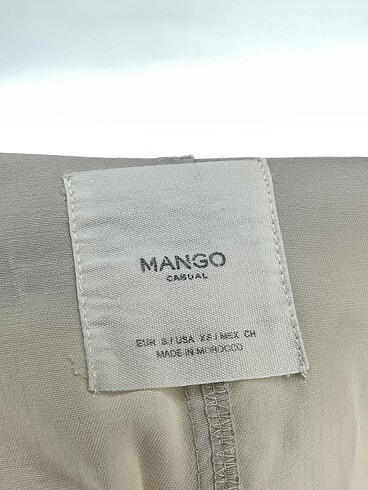 MANGO
CASUAL
EUR S / USA XS / MEX CH
MADE IN MOROCCO